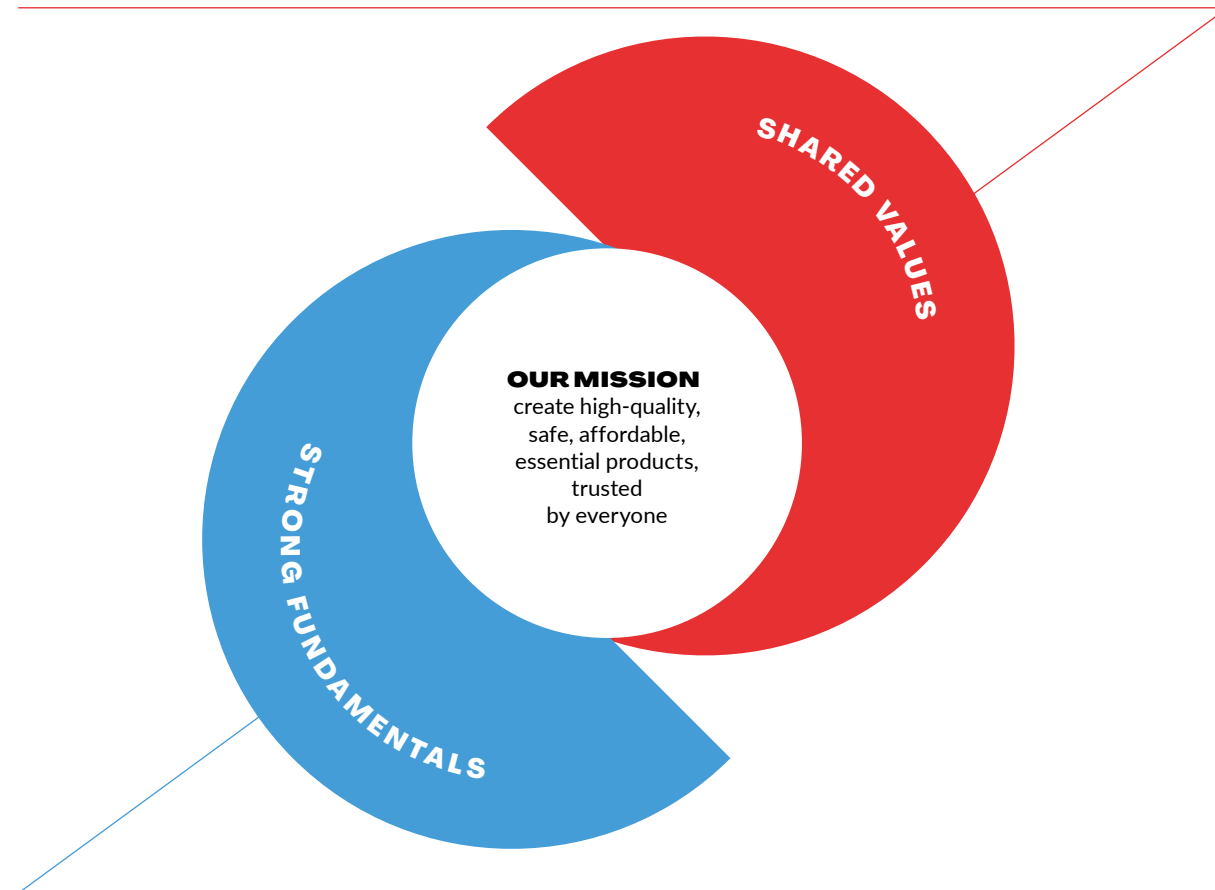 SHARED VALUES
OUR MISSION
create high-quality,
safe, affordable,
essential products,
trusted
by everyone
STRONG FUNDAMENTALS